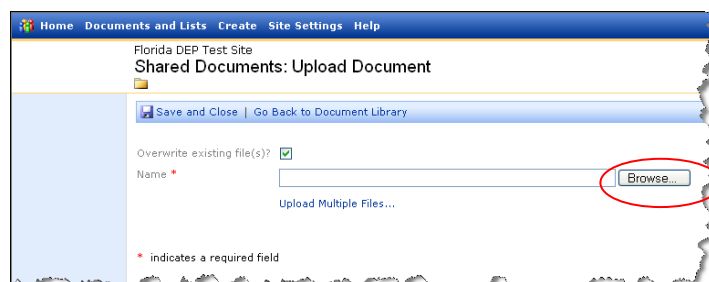 Home Documents and Lists Create Site Settings Help
Florida DEP Test Site
Shared Documents: Upload Document
Save and Close | Go Back to Document Library
Overwrite existing file(s)?
Name * Browse...
Upload Multiple Files...
* indicates a required field